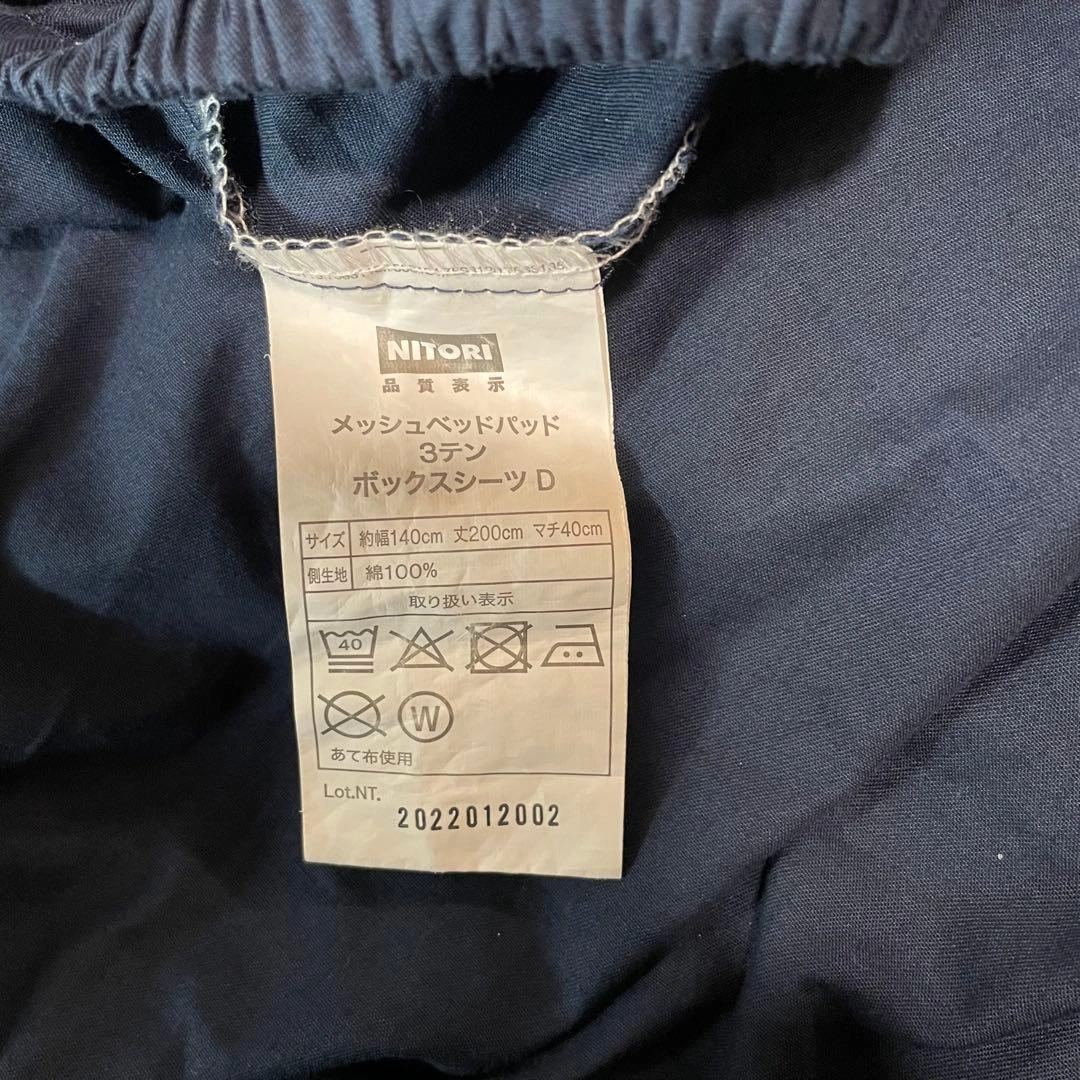 NITORI
品質表示
メッシュベッドパッド
3テン
ボックスシーツ D
サイズ 約幅140cm 丈200cm マチ40cm
側生地 綿100%
取り扱い表示
40
W
あて布使用
Lot.NT.
2022012002